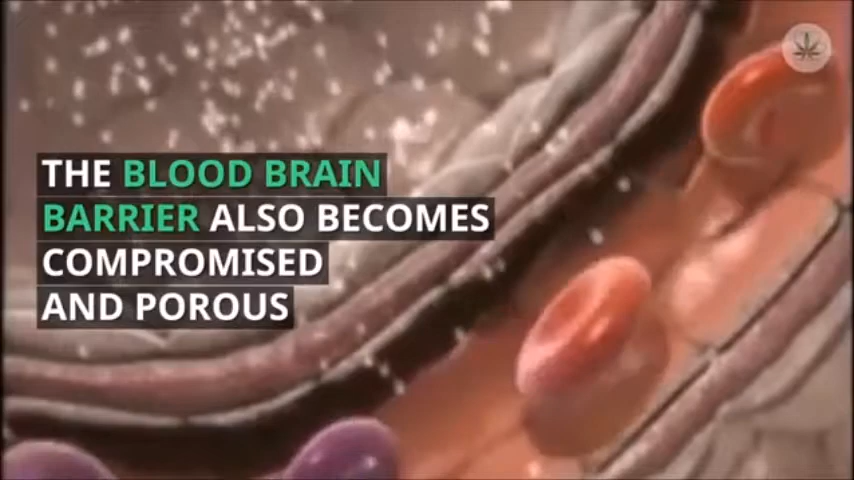 THE BLOOD BRAIN
BARRIER ALSO BECOMES
COMPROMISED
AND POROUS